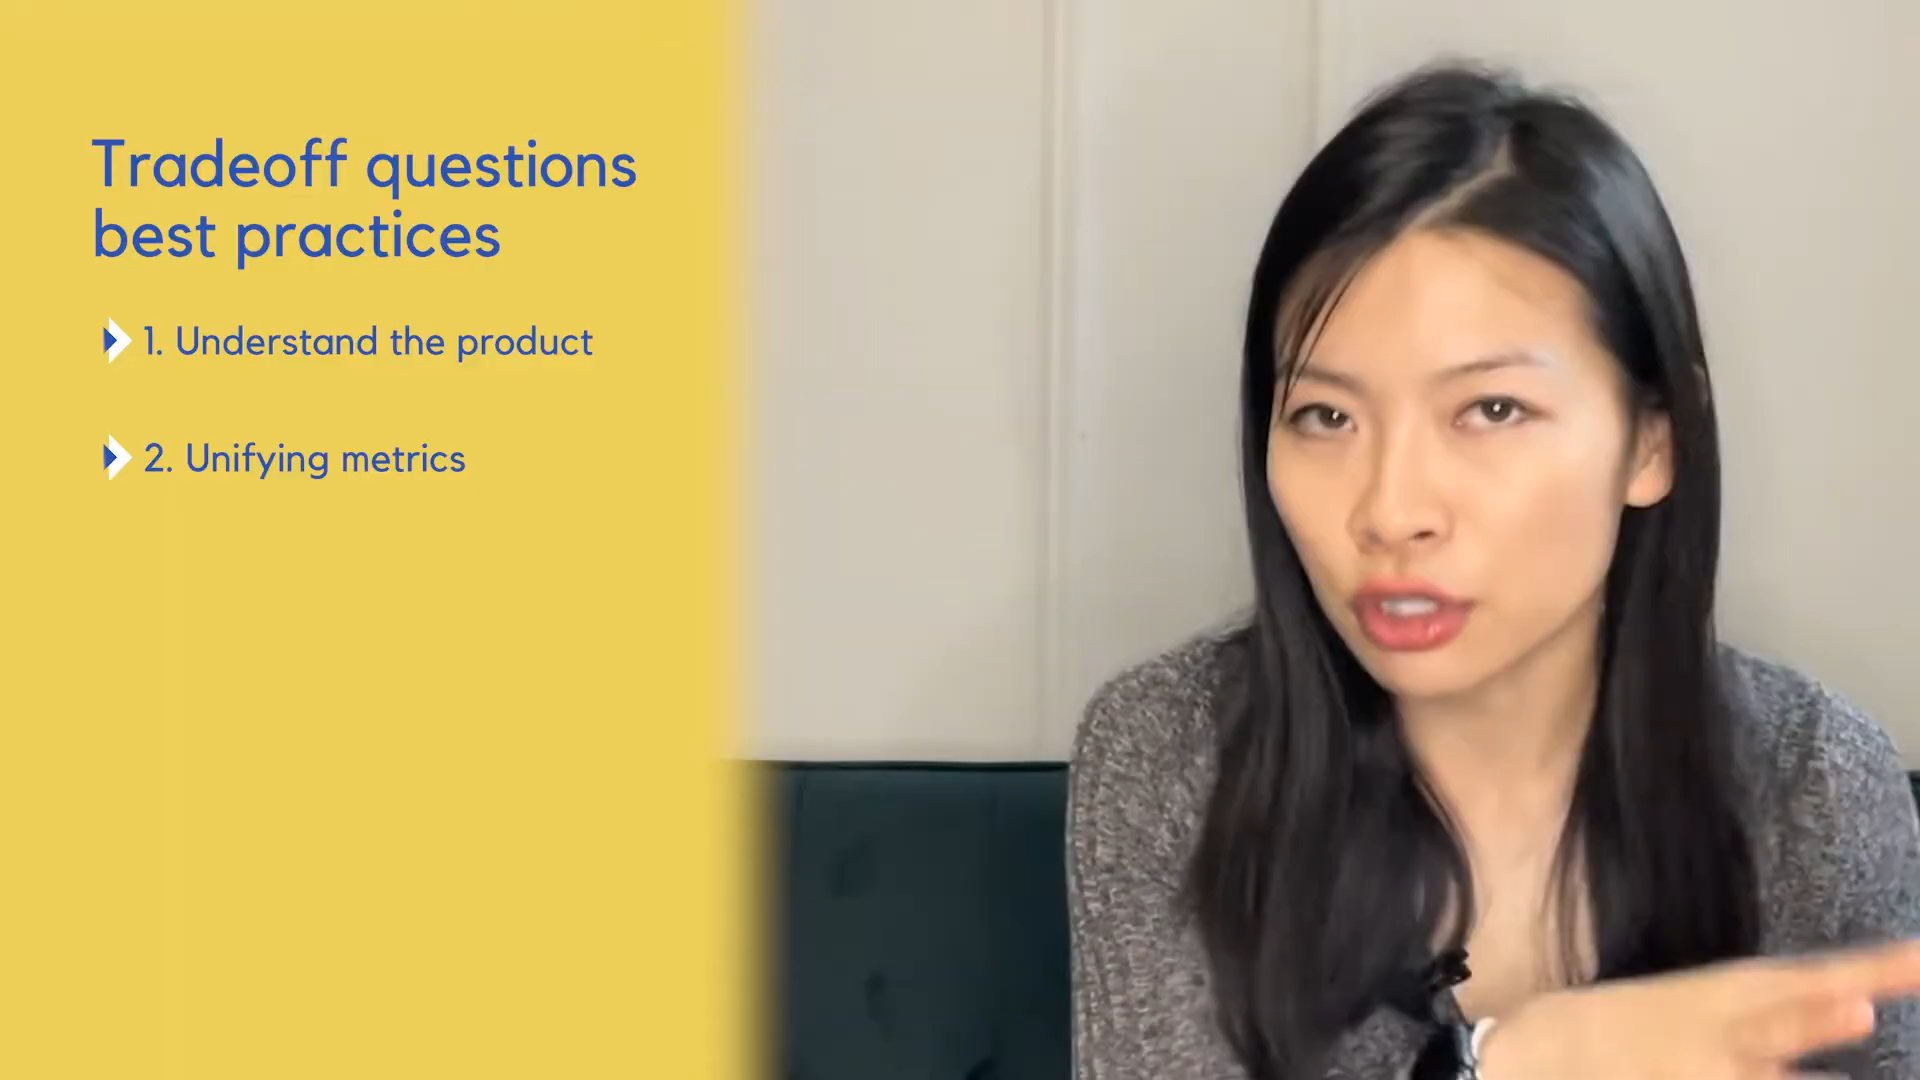 Tradeoff questions
best practices
1. Understand the product
2. Unifying metrics